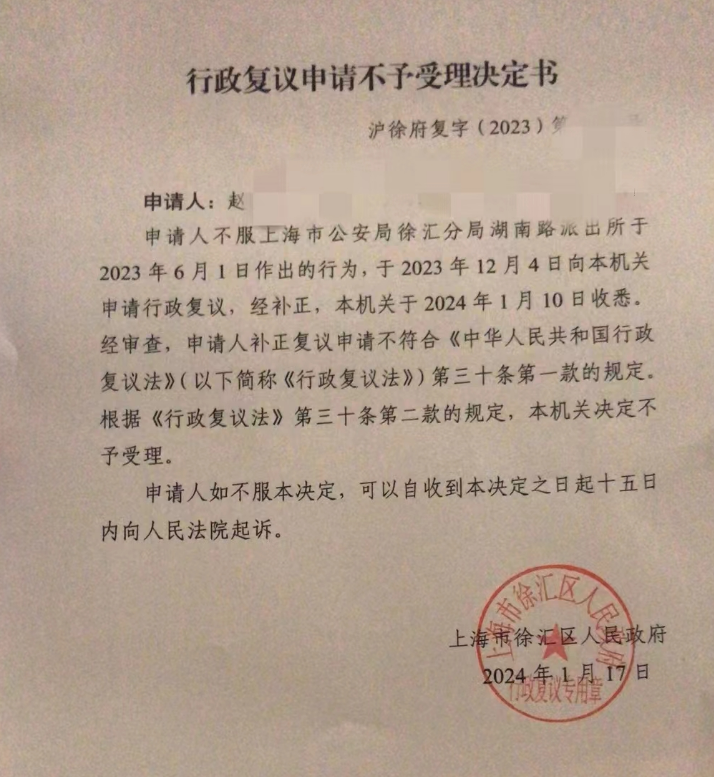 行政复议申请不予受理决定书
沪徐府复字（2023）第
申请人：赵
申请人不服上海市公安局徐汇分局湖南路派出所于
2023年6月1日作出的行为，于2023年12月4日向本机关
申请行政复议，经补正，本机关于2024年1月10日收悉。
经审查，申请人补正复议申请不符合《中华人民共和国行政
复议法》（以下简称《行政复议法》）第三十条第一款的规定。
根据《行政复议法》第三十条第二款的规定，本机关决定不
予受理。
申请人如不服本决定，可以自收到本决定之日起十五日
内向人民法院起诉。
上海市徐汇区人民政府
2024年1月17日
上海市徐汇区人民政府
行政复议专用章